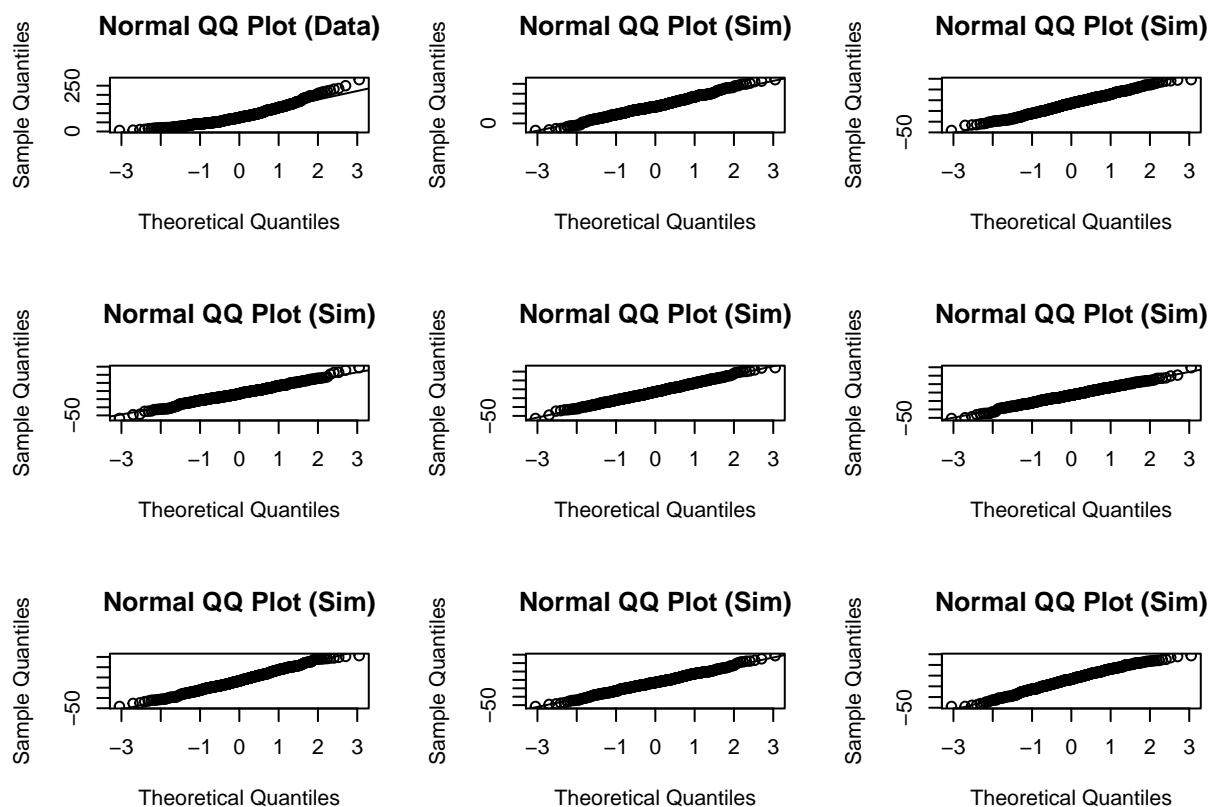 Normal QQ Plot (Data)
Sample Quantiles
0 250
−3 −1 0 1 2 3
Theoretical Quantiles
Normal QQ Plot (Sim)
Sample Quantiles
0
−3 −1 0 1 2 3
Theoretical Quantiles
Normal QQ Plot (Sim)
Sample Quantiles
−50
−3 −1 0 1 2 3
Theoretical Quantiles
Normal QQ Plot (Sim)
Sample Quantiles
−50
−3 −1 0 1 2 3
Theoretical Quantiles
Normal QQ Plot (Sim)
Sample Quantiles
−50
−3 −1 0 1 2 3
Theoretical Quantiles
Normal QQ Plot (Sim)
Sample Quantiles
−50
−3 −1 0 1 2 3
Theoretical Quantiles
Normal QQ Plot (Sim)
Sample Quantiles
−50
−3 −1 0 1 2 3
Theoretical Quantiles
Normal QQ Plot (Sim)
Sample Quantiles
−50
−3 −1 0 1 2 3
Theoretical Quantiles
Normal QQ Plot (Sim)
Sample Quantiles
−50
−3 −1 0 1 2 3
Theoretical Quantiles